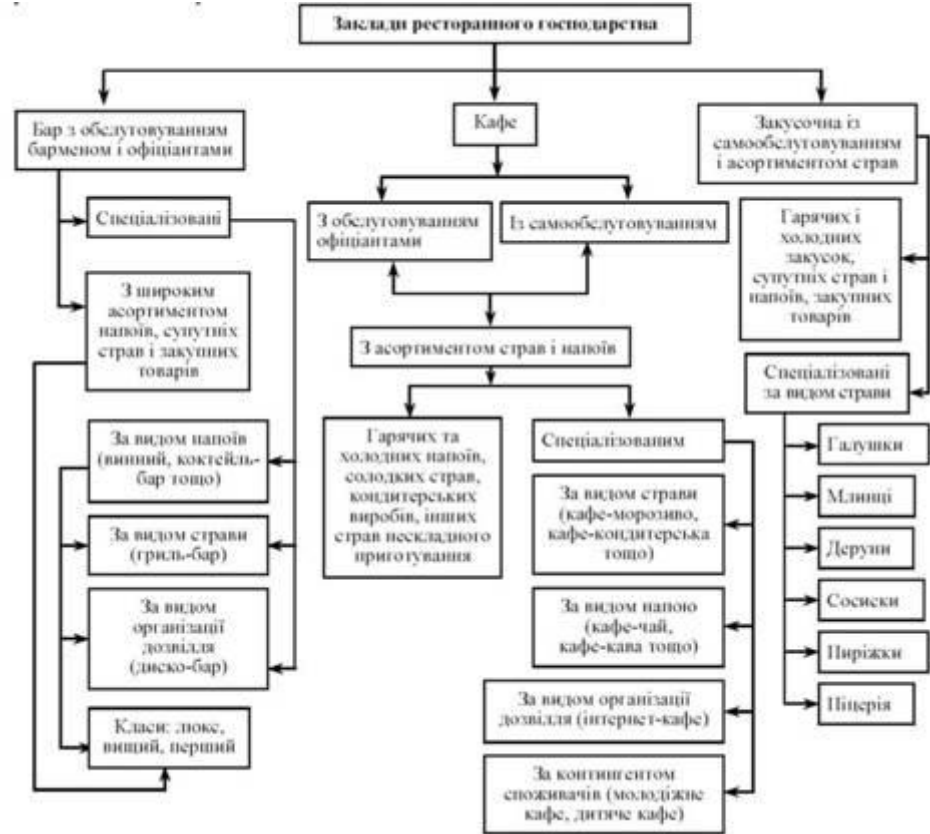 Заклади ресторанного господарства
Бар з обслуговуванням
барменом і офіціантами
Кафе
Закусочна із
самообслуговуванням
і асортиментом страв
Спеціалізовані
З обслуговуванням
офіціантами
Із самообслуговуванням
Гарячих і
холодних
закусок,
супутніх страв і
напоїв, закупних
товарів
З широким
асортиментом
напоїв, супутніх
страв і закупних
товарів
З асортиментом страв і напоїв
Спеціалізовані
за видом страви
За видом напоїв
(винний, коктейль-
бар тощо)
За видом страви
(гриль-бар)
За видом
організації
дозвілля
(диско-бар)
Класи: люкс,
вищий, перший
Гарячих та
холодних напоїв,
солодких страв,
кондитерських
виробів, інших
страв нескладного
приготування
Спеціалізованим
За видом страви
(кафе-морозиво,
кафе-кондитерська
тощо)
За видом напою
(кафе-чай,
кафе-кава тощо)
За видом організації
дозвілля (інтернет-кафе)
За контингентом
споживачів (молодіжне
кафе, дитяче кафе)
Галушки
Млинці
Деруни
Сосиски
Пиріжки
Піцерія